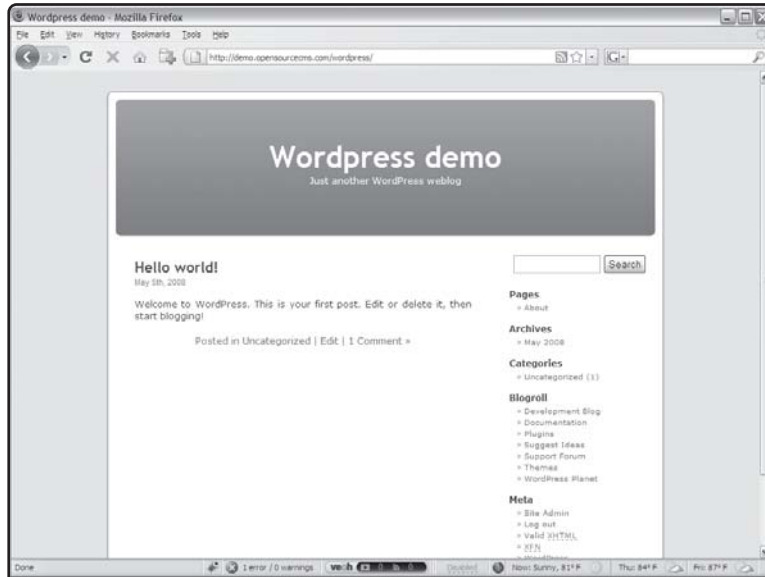 Wordpress demo - Mozilla Firefox
File Edit View History Bookmarks Tools Help
http://demo.opensourcecms.com/wordpress/
G
Wordpress demo
Just another WordPress weblog
Hello world!
May 5th, 2008
Welcome to WordPress. This is your first post. Edit or delete it, then
start blogging!
Posted in Uncategorized | Edit | 1 Comment »
Search
Pages
» About
Archives
» May 2008
Categories
» Uncategorized (1)
Blogroll
» Development Blog
» Documentation
» Plugins
» Suggest Ideas
» Support Forum
» Themes
» WordPress Planet
Meta
» Site Admin
» Log out
» Valid XHTML
» XFN
» WordPress
Done
1 error / 0 warnings
veoh
Disabled
Now: Sunny, 81°F
Thu: 84°F
Fri: 87°F